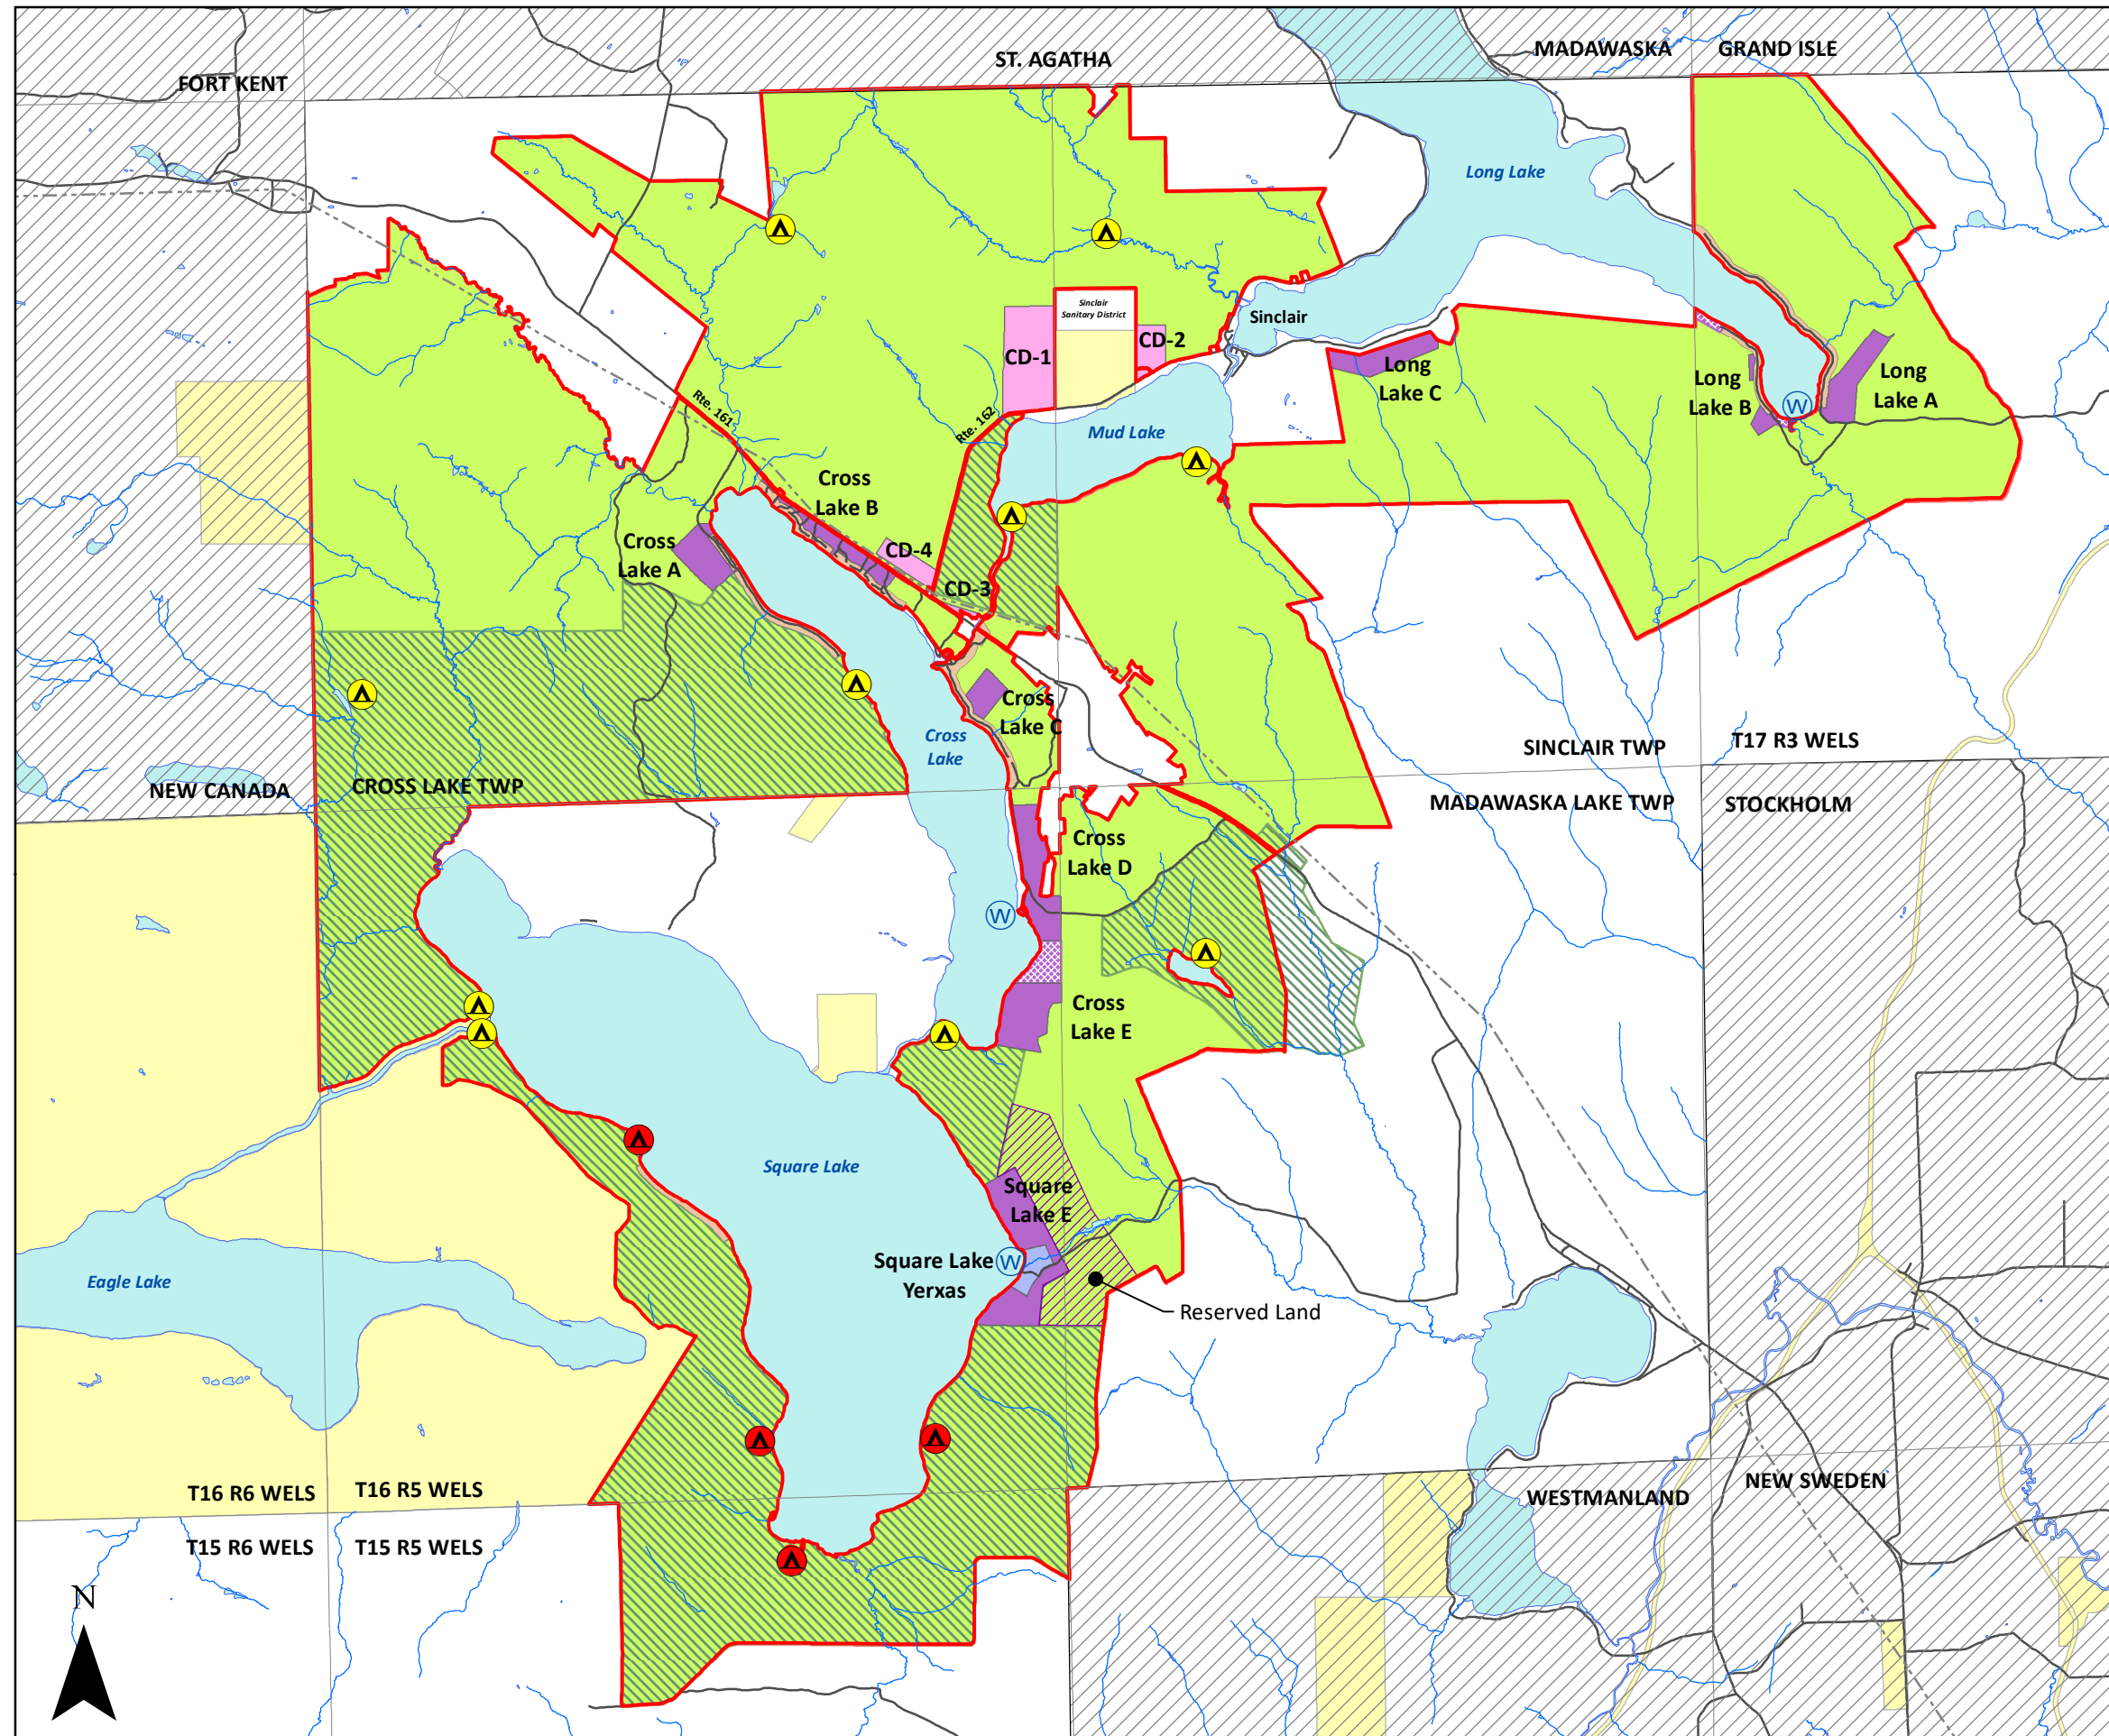 ST. AGATHA
MADAWASKA
GRAND ISLE
FORT KENT
Long Lake
Sinclair
Sanitary District
Sinclair
CD-1
CD-2
Long
Lake C
Long
Lake B
Long
Lake A
Rte. 161
Rte. 162
Mud Lake
W
Cross
Lake B
Cross
Lake A
CD-4
CD-3
Cross
Lake C
Cross
Lake
SINCLAIR TWP
T17 R3 WELS
NEW CANADA
CROSS LAKE TWP
MADAWASKA LAKE TWP
STOCKHOLM
Cross
Lake D
W
Cross
Lake E
Square Lake
Square
Lake E
Square Lake
Yerxas
W
Eagle Lake
Reserved Land
T16 R6 WELS
T16 R5 WELS
WESTMANLAND
NEW SWEDEN
T15 R6 WELS
T15 R5 WELS
N